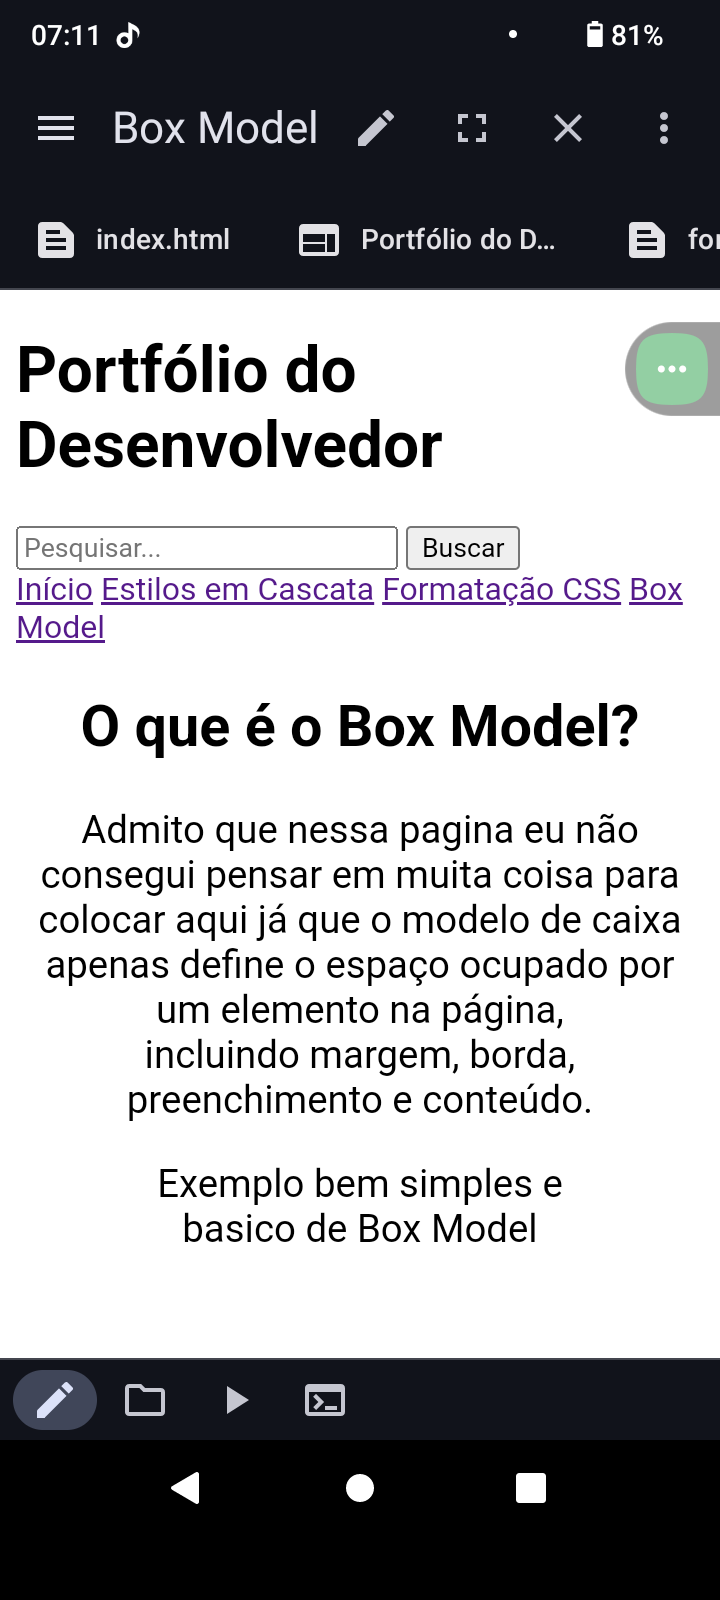 07:11
81%
Box Model
index.html
Portfólio do D...
for
Portfólio do
Desenvolvedor
Pesquisar...
Buscar
Início Estilos em Cascata Formatação CSS Box
Model
O que é o Box Model?
Admito que nessa pagina eu não
consegui pensar em muita coisa para
colocar aqui já que o modelo de caixa
apenas define o espaço ocupado por
um elemento na página,
incluindo margem, borda,
preenchimento e conteúdo.
Exemplo bem simples e
basico de Box Model